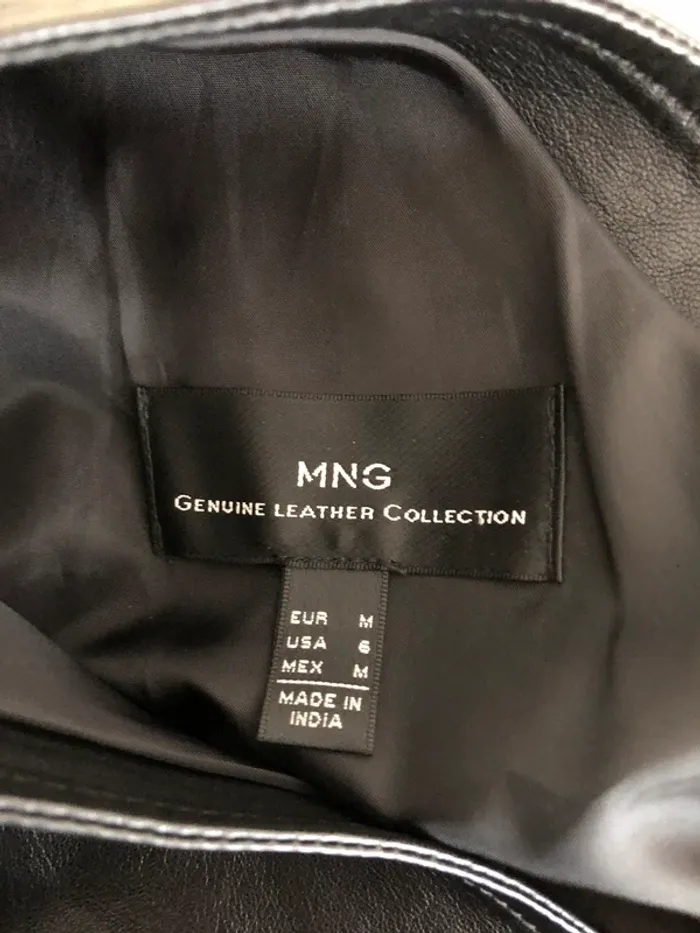 MNG
GENUINE LEATHER COLLECTION
EUR M
USA 6
MEX M
MADE IN
INDIA